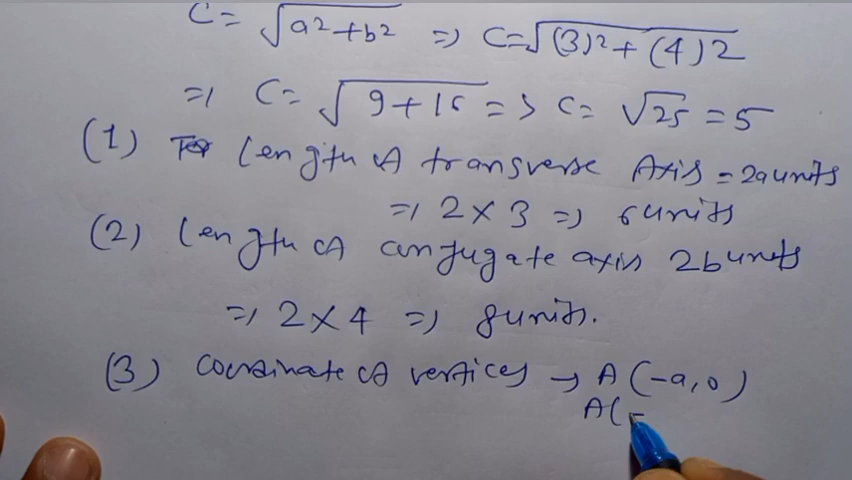 C = √a²+b² => C=√(3)²+(4)2
=> C = √9+16 => C = √25 = 5
(1) Length of transverse Axis = 2a units
=> 2 × 3 => 6 units
(2) length of conjugate axis 2b units
=> 2 × 4 => 8 units.
(3) coordinate of vertices → A (-a, 0)
A(-